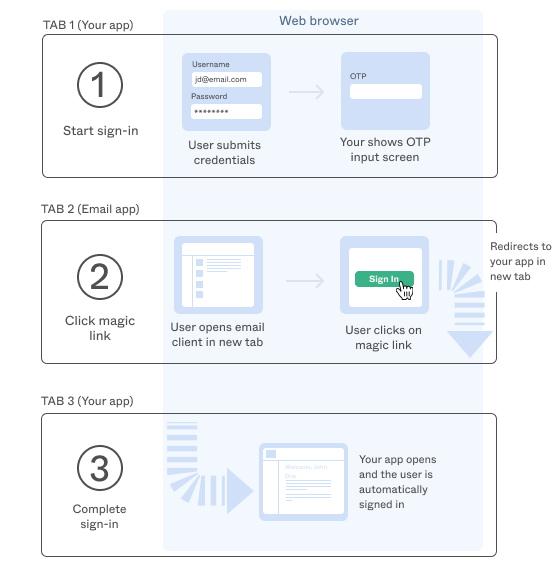 Web browser
TAB 1 (Your app)
1
Start sign-in
Username
jd@email.com
Password
********
User submits
credentials
OTP
Your shows OTP
input screen
TAB 2 (Email app)
2
Click magic
link
User opens email
client in new tab
Sign In
User clicks on
magic link
Redirects to
your app in
new tab
TAB 3 (Your app)
3
Complete
sign-in
Welcome, John
Doe
Your app opens
and the user is
automatically
signed in